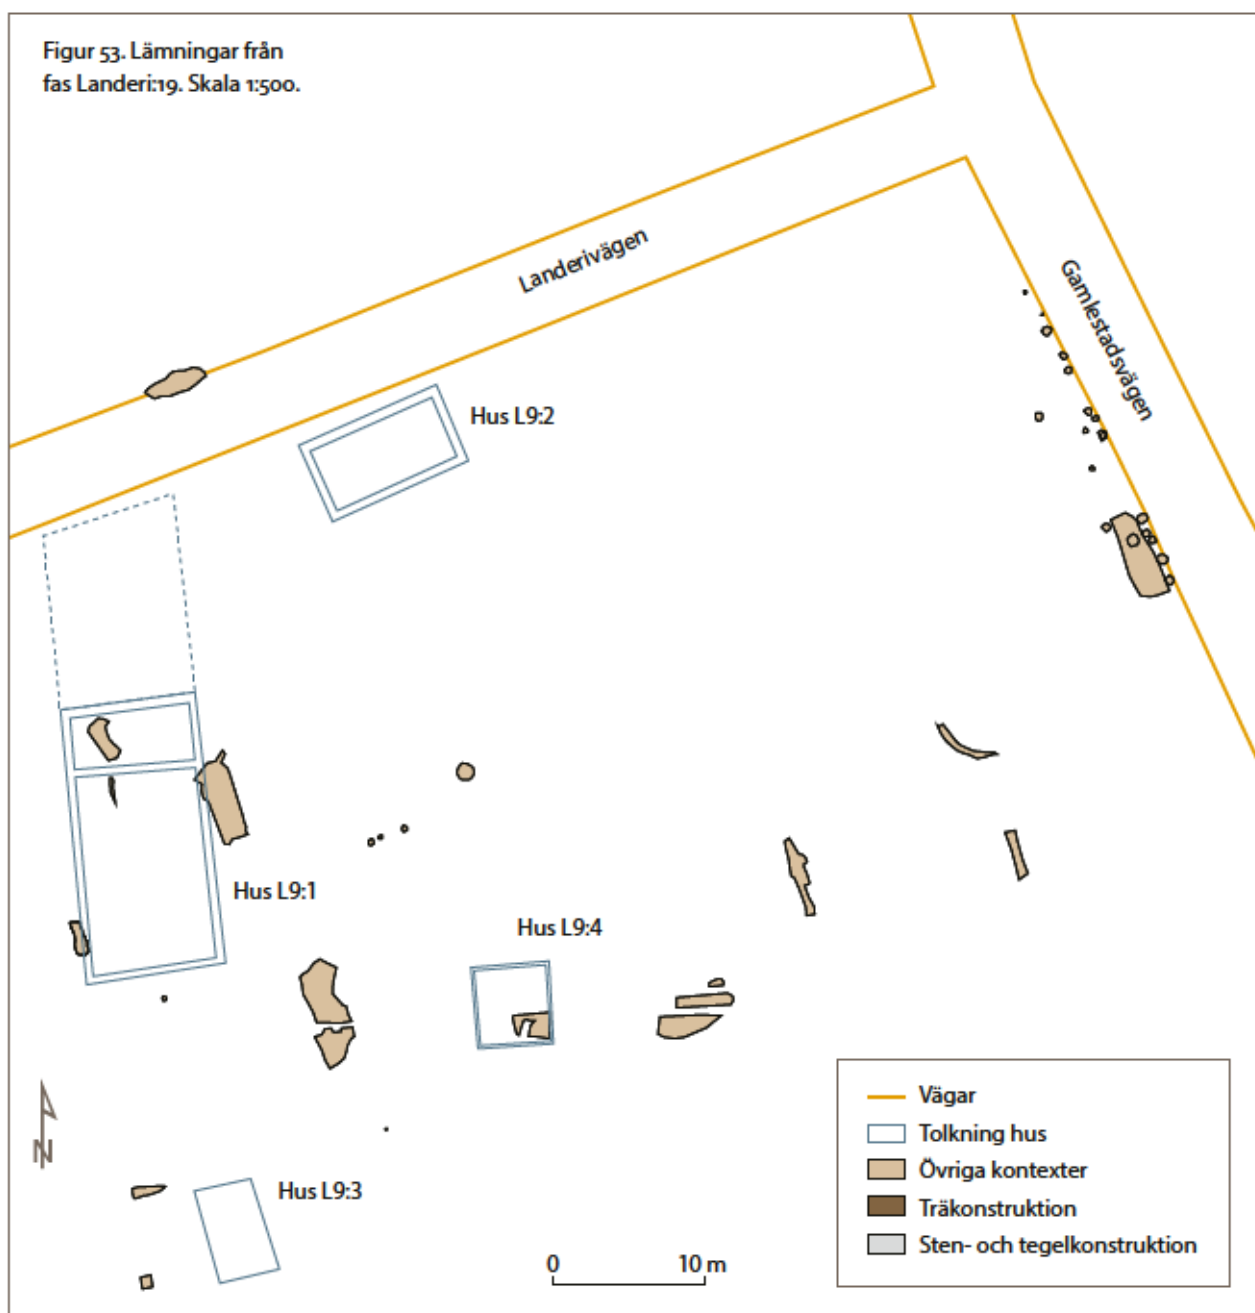 Figur 53. Lämningar från
fas Landeri:19. Skala 1:500.
Landerivägen
Gamlestadsvägen
Hus L9:2
Hus L9:1
Hus L9:4
Hus L9:3
N
0 10 m
Vägar
Tolkning hus
Övriga kontexter
Träkonstruktion
Sten- och tegelkonstruktion